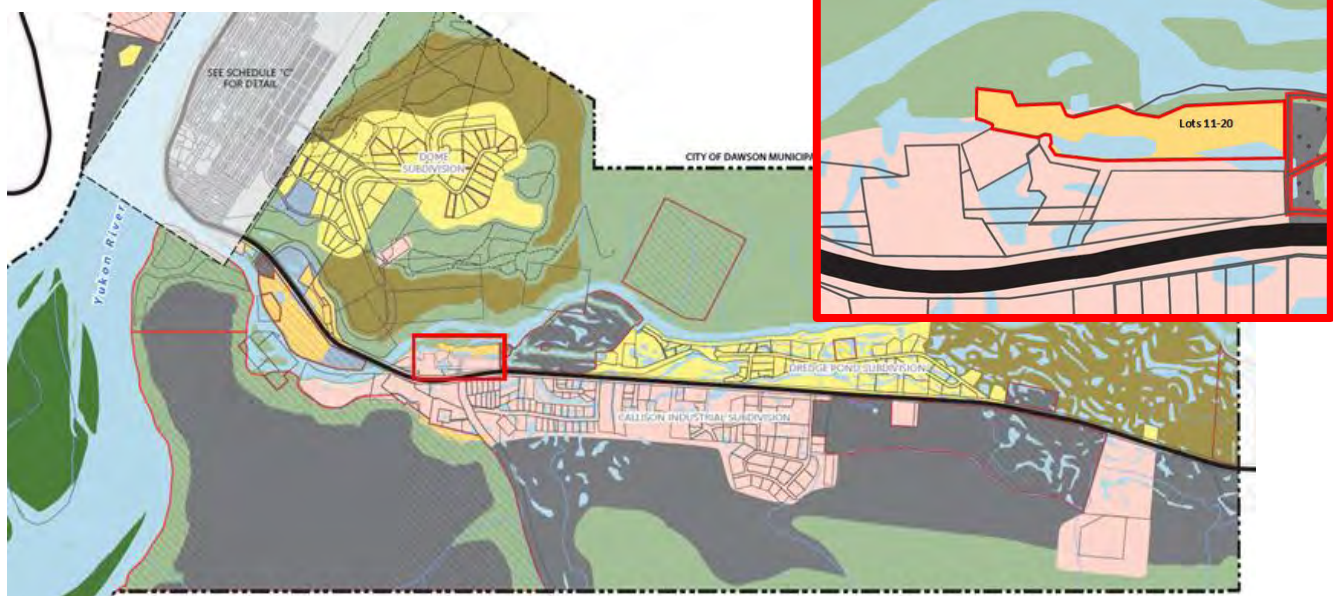 SEE SCHEDULE "C"
FOR DETAIL
Lots 11-20
DOME
SUBDIVISION
CITY OF DAWSON MUNICIPA
Yukon River
DREDGE POND SUBDIVISION
CALLISON INDUSTRIAL SUBDIVISION